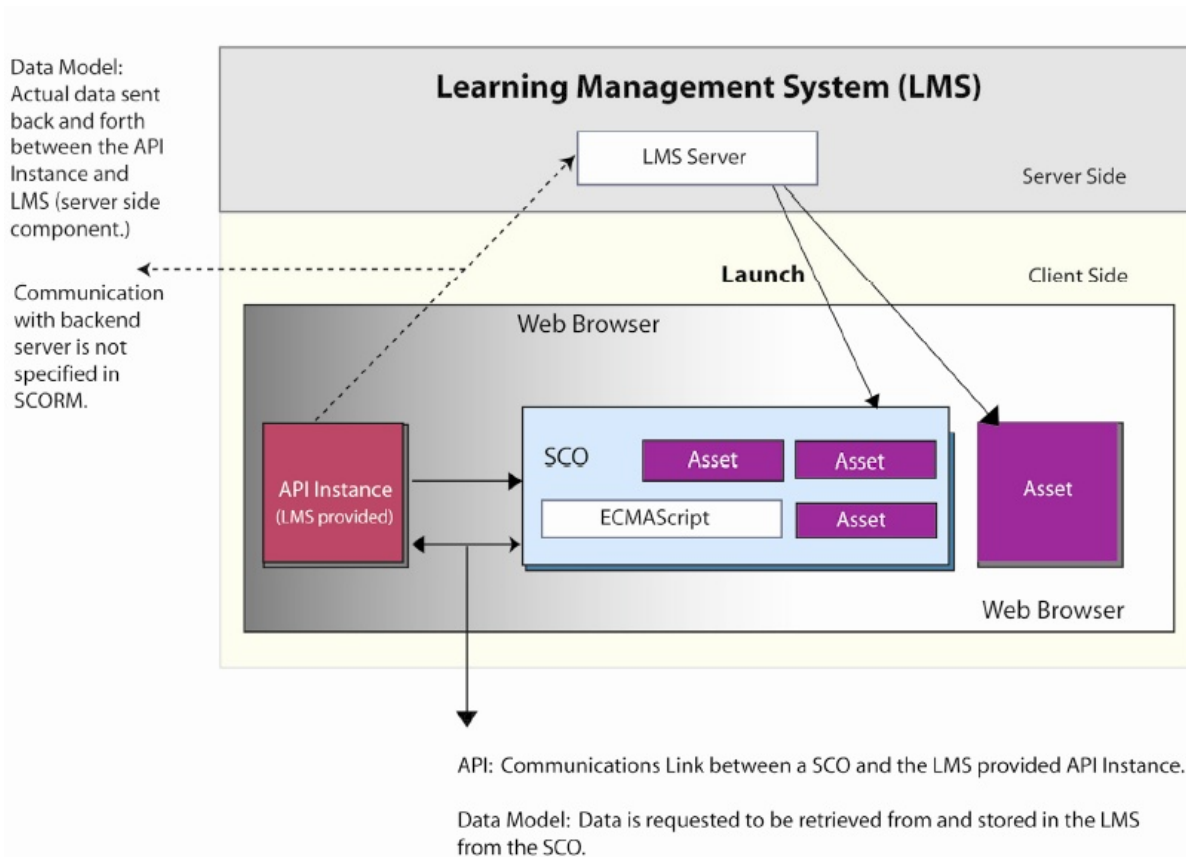 Data Model:
Actual data sent
back and forth
between the API
Instance and
LMS (server side
component.)
Communication
with backend
server is not
specified in
SCORM.
Learning Management System (LMS)
LMS Server
Server Side
Client Side
Launch
Web Browser
API Instance
(LMS provided)
SCO
Asset
Asset
ECMAScript
Asset
Asset
Web Browser
API: Communications Link between a SCO and the LMS provided API Instance.
Data Model: Data is requested to be retrieved from and stored in the LMS
from the SCO.